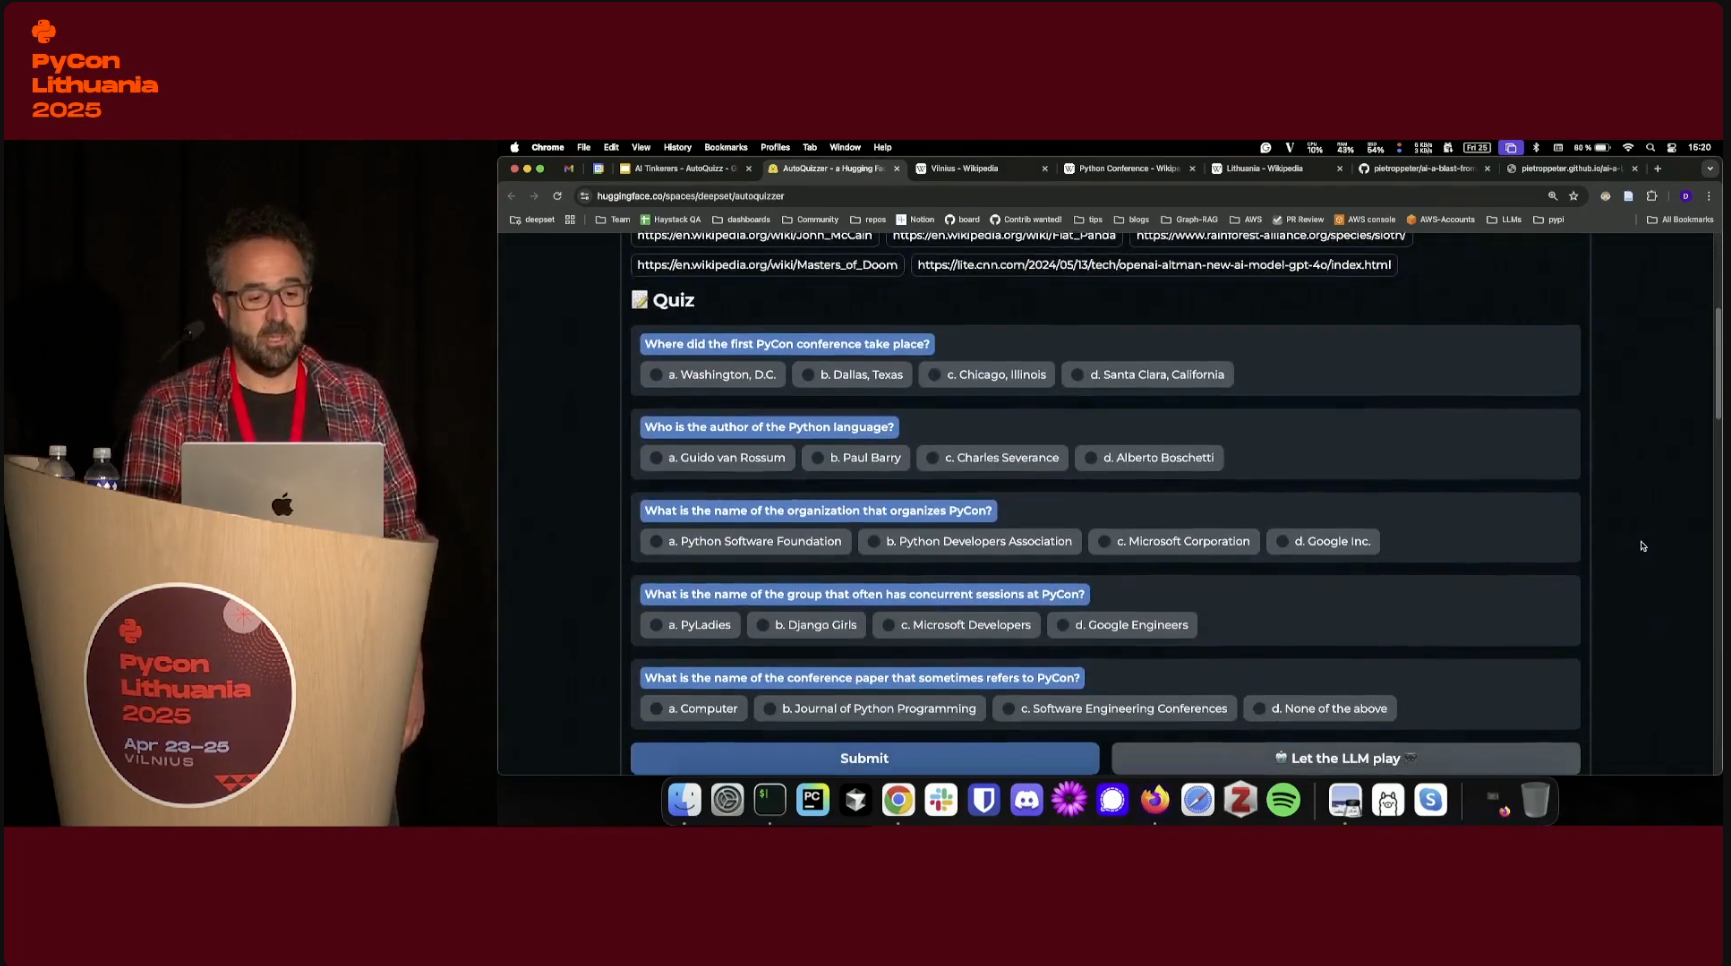 PyCon
Lithuania
2025
Chrome File Edit View History Bookmarks Profiles Tab Window Help
Fri 25
60 %
15:20
AI Tinkerers – AutoQuizz -
AutoQuizzer - a Hugging Fa
Vilnius – Wikipedia
Python Conference – Wikip
Lithuania – Wikipedia
pietroppeter/ai-a-blast-from
pietroppeter.github.io/ai-a-
huggingface.co/spaces/deepset/autoquizzer
deepset Team Haystack QA dashboards Community repos Notion board Contrib wanted! tips blogs Graph-RAG AWS PR Review AWS console AWS-Accounts LLMs pypi All Bookmarks
https://en.wikipedia.org/wiki/John_McCain https://en.wikipedia.org/wiki/Fiat_Panda https://www.rainforest-alliance.org/species/sloth/
https://en.wikipedia.org/wiki/Masters_of_Doom https://lite.cnn.com/2024/05/13/tech/openai-altman-new-ai-model-gpt-4o/index.html
📝 Quiz
Where did the first PyCon conference take place?
a. Washington, D.C. b. Dallas, Texas c. Chicago, Illinois d. Santa Clara, California
Who is the author of the Python language?
a. Guido van Rossum b. Paul Barry c. Charles Severance d. Alberto Boschetti
What is the name of the organization that organizes PyCon?
a. Python Software Foundation b. Python Developers Association c. Microsoft Corporation d. Google Inc.
What is the name of the group that often has concurrent sessions at PyCon?
a. PyLadies b. Django Girls c. Microsoft Developers d. Google Engineers
What is the name of the conference paper that sometimes refers to PyCon?
a. Computer b. Journal of Python Programming c. Software Engineering Conferences d. None of the above
Submit
Let the LLM play
PyCon
Lithuania
2025
Apr 23–25
VILNIUS